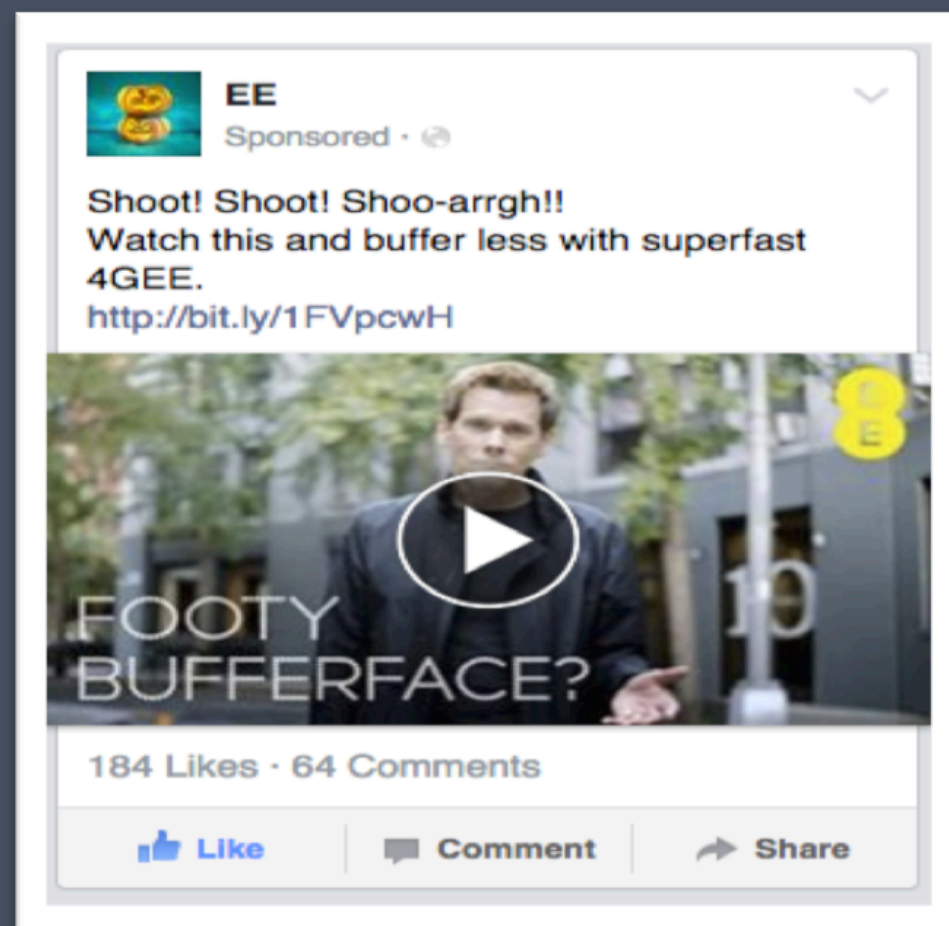 EE
Sponsored ·
Shoot! Shoot! Shoo-arrgh!!
Watch this and buffer less with superfast
4GEE.
http://bit.ly/1FVpcwH
E
E
10
FOOTY
BUFFERFACE?
184 Likes · 64 Comments
Like
Comment
Share